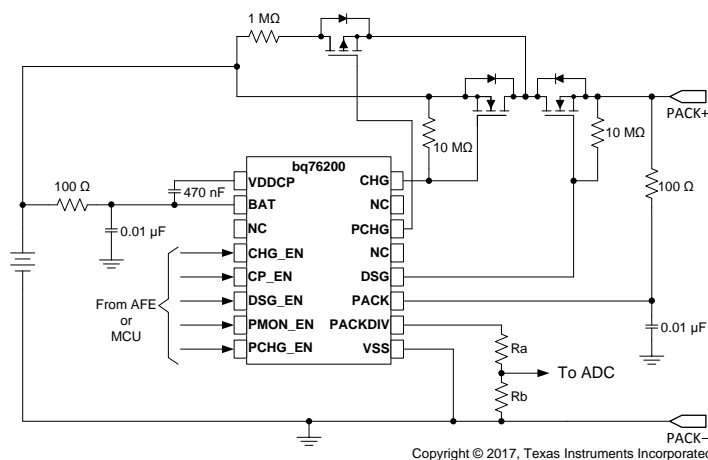 1 MΩ
PACK+
10 MΩ
10 MΩ
bq76200
100 Ω
470 nF
VDDCP
CHG
100 Ω
BAT
NC
0.01 µF
NC
PCHG
CHG_EN
NC
CP_EN
DSG
From AFE
or
MCU
DSG_EN
PACK
PMON_EN
PACKDIV
0.01 µF
PCHG_EN
VSS
Ra
To ADC
Rb
PACK–
Copyright © 2017, Texas Instruments Incorporated